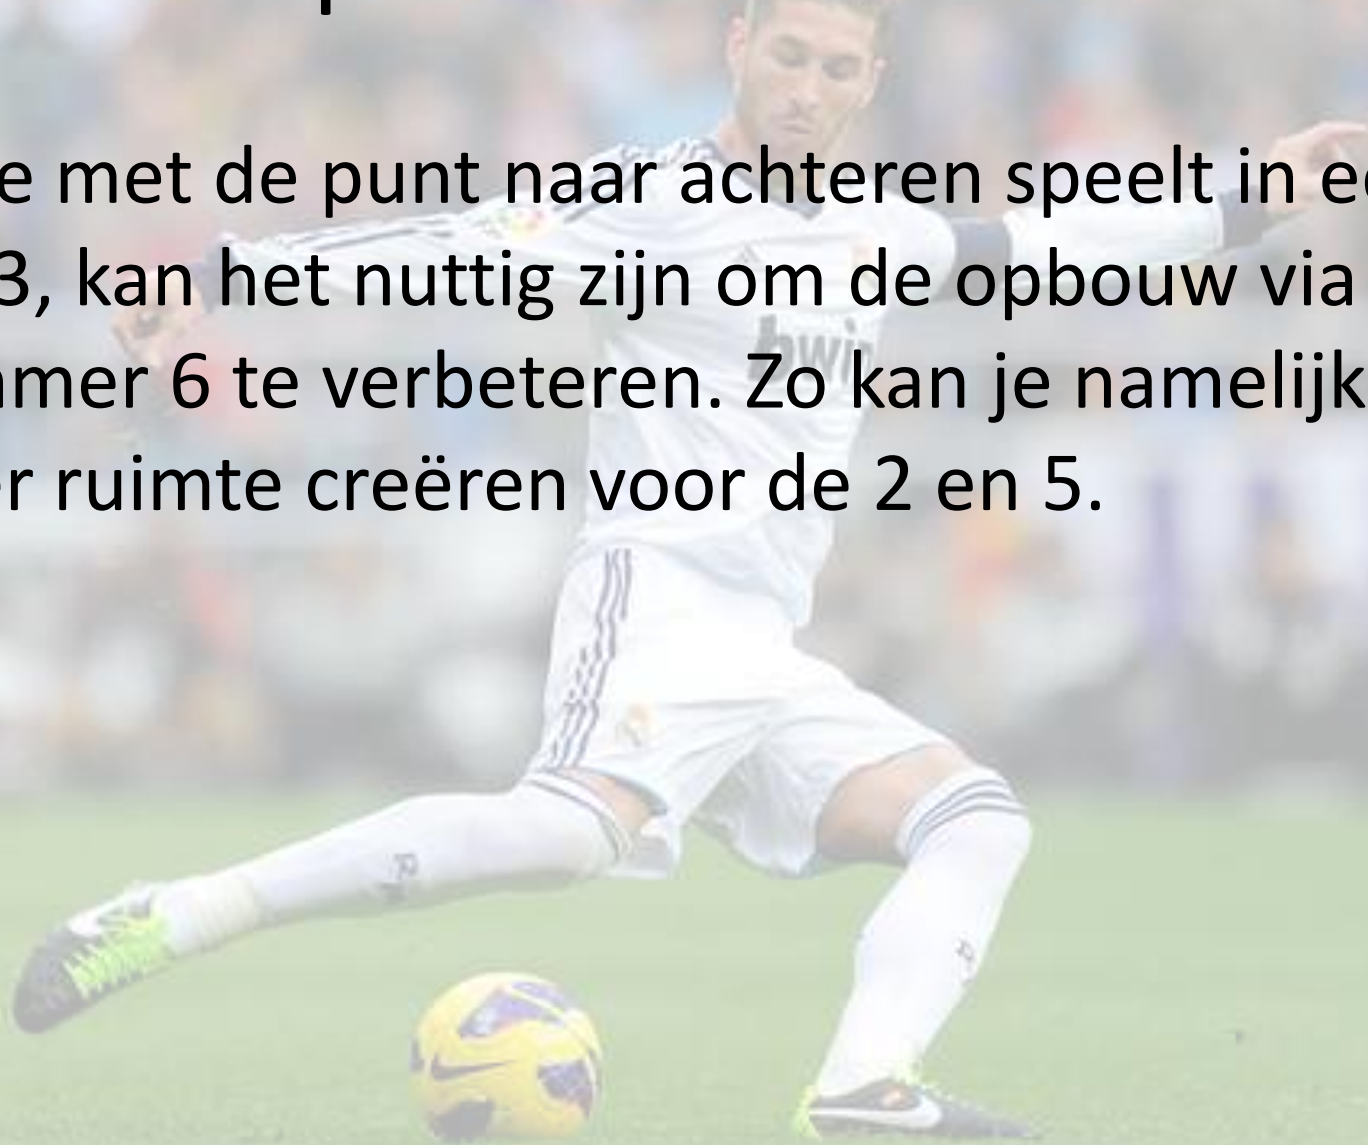 e met de punt naar achteren speelt in e
3, kan het nuttig zijn om de opbouw via
mer 6 te verbeteren. Zo kan je namelijk
r ruimte creëren voor de 2 en 5.
bwin